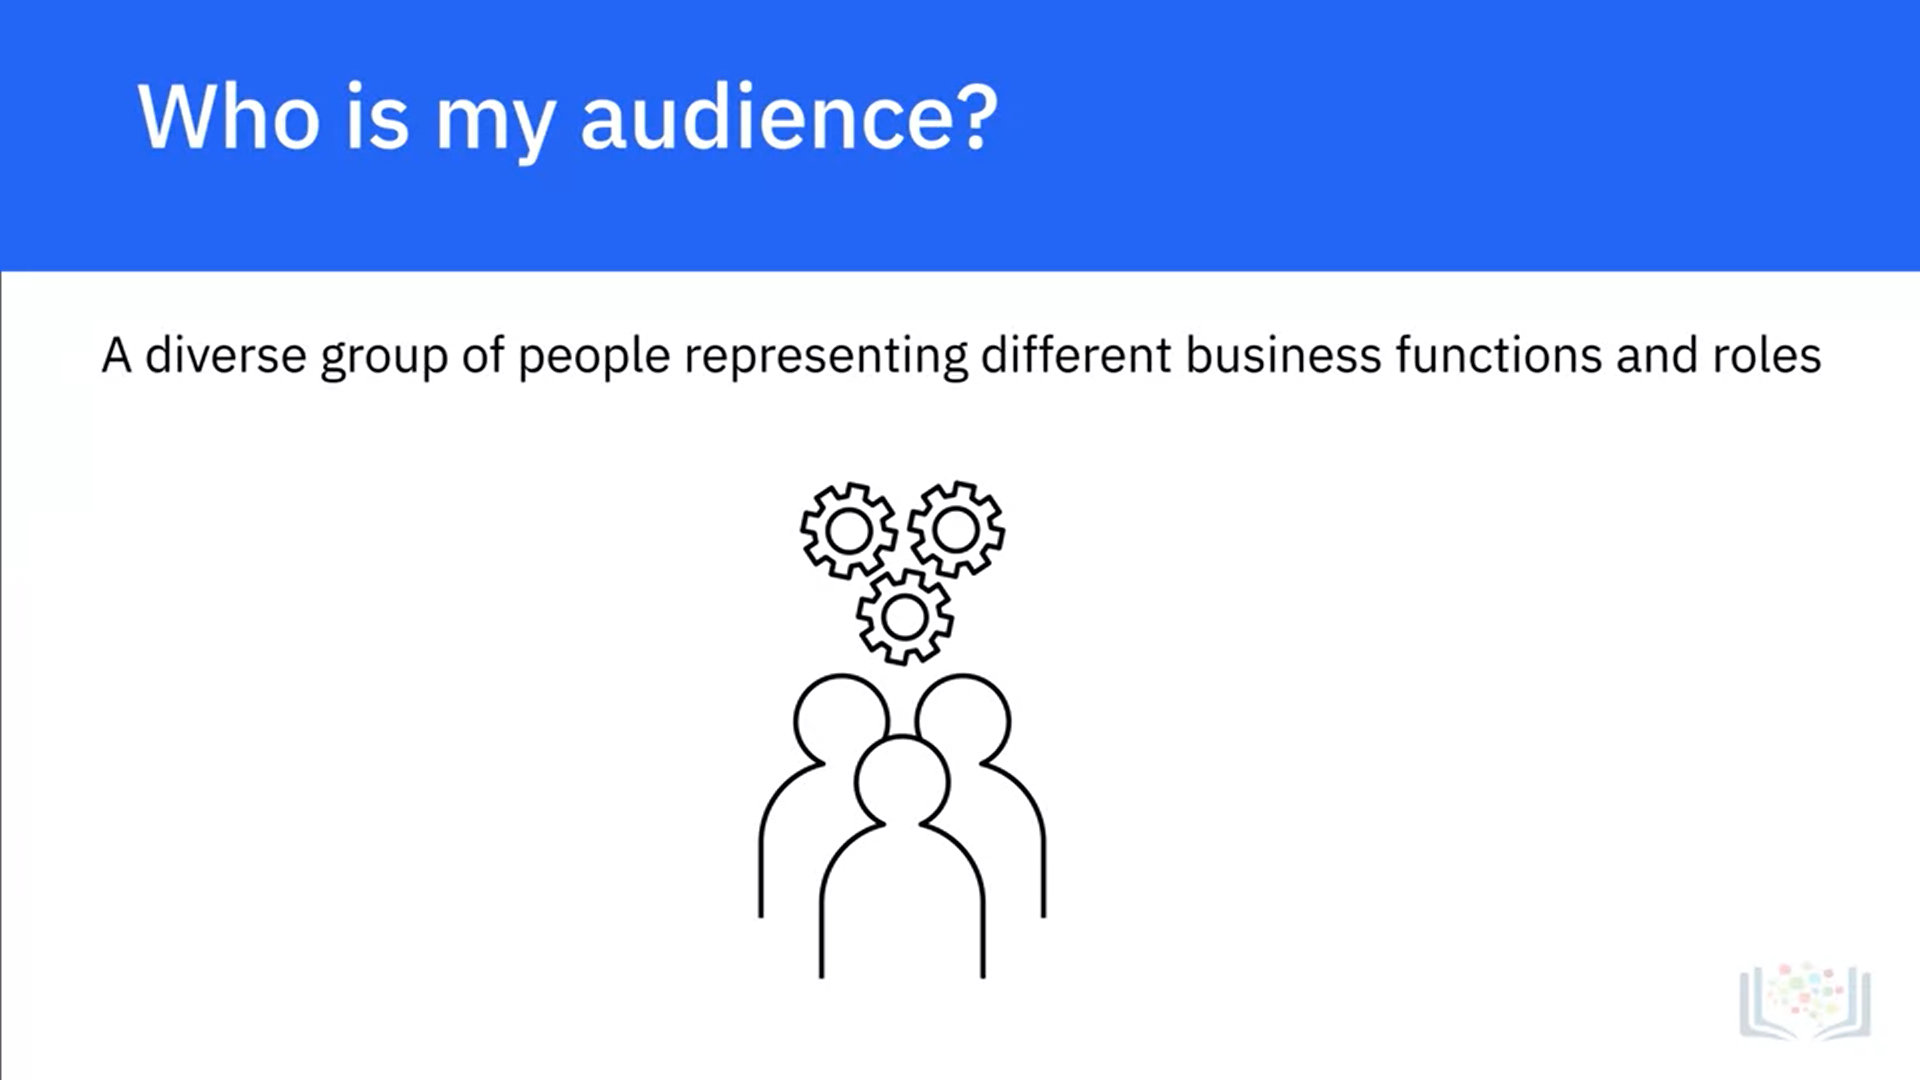 Who is my audience?
A diverse group of people representing different business functions and roles